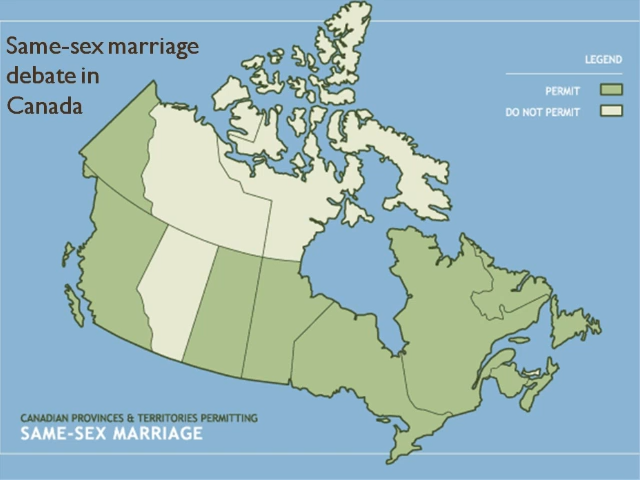 Same-sex marriage
debate in
Canada
LEGEND
PERMIT
DO NOT PERMIT
CANADIAN PROVINCES & TERRITORIES PERMITTING
SAME-SEX MARRIAGE